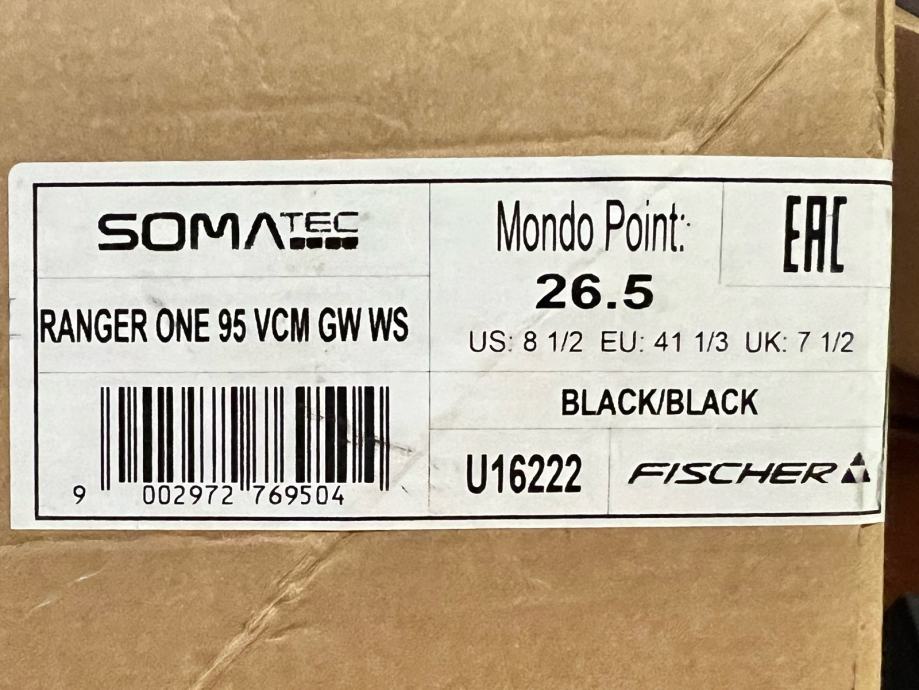 SOMATEC
RANGER ONE 95 VCM GW WS
9 002972 769504
Mondo Point:
26.5
US: 8 1/2 EU: 41 1/3 UK: 7 1/2
EAC
BLACK/BLACK
U16222
FISCHER